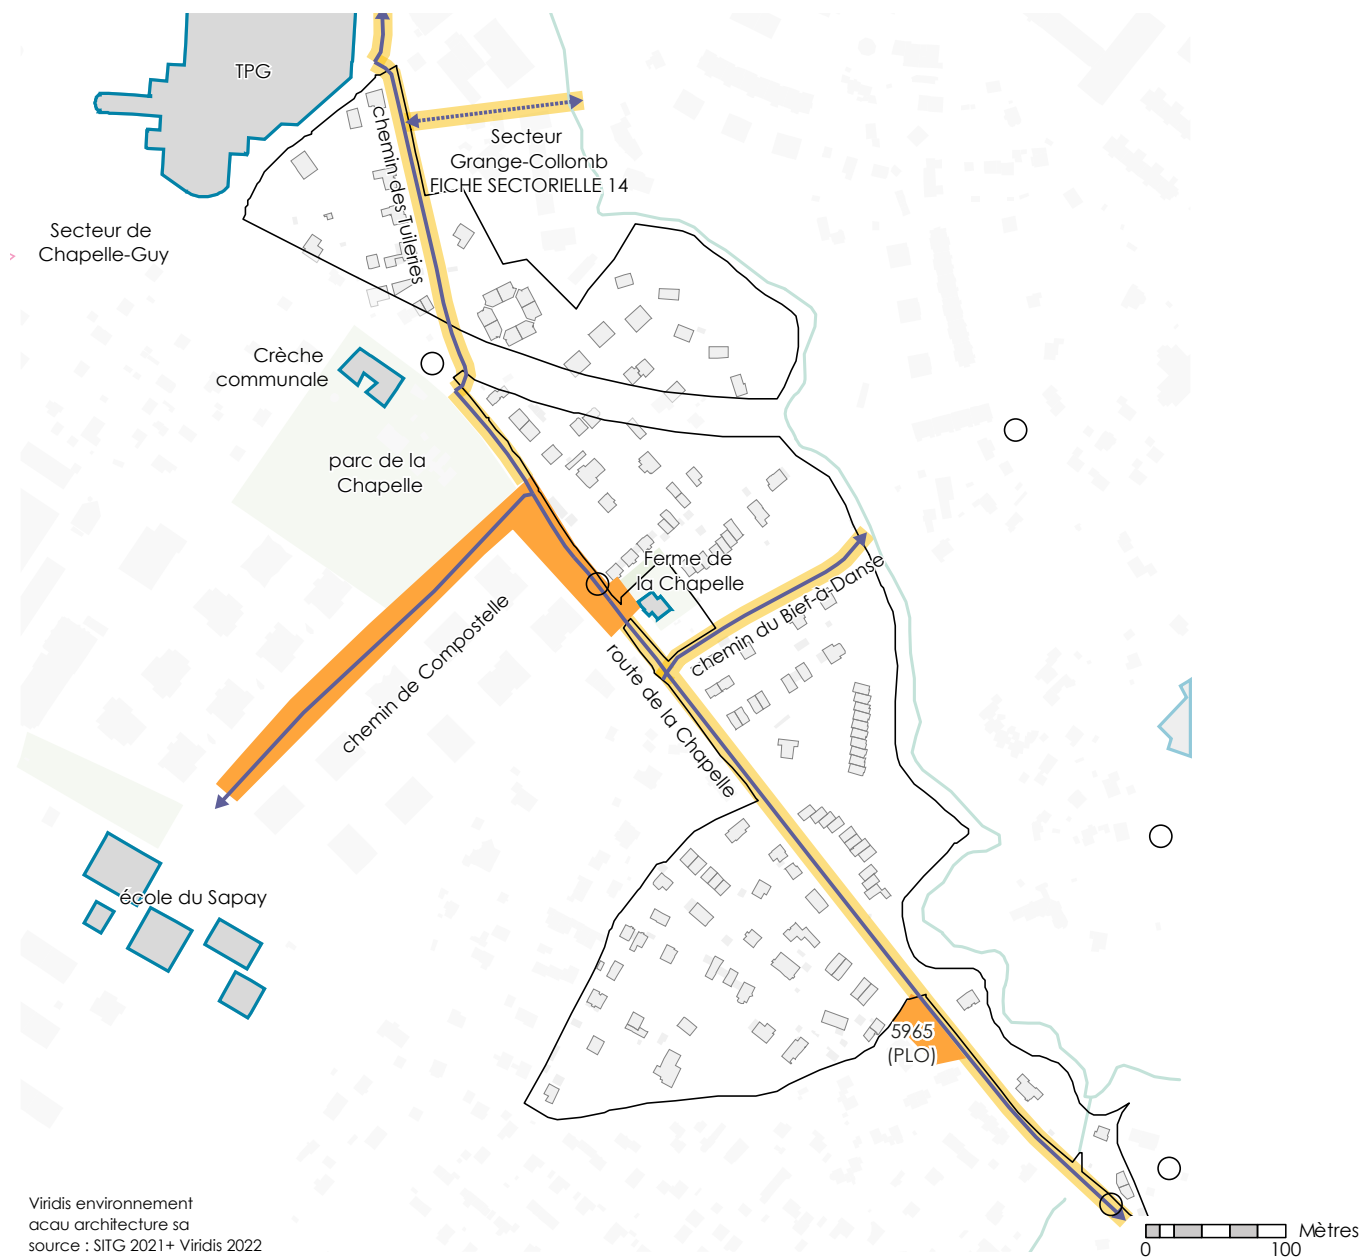 TPG
chemin des Tuileries
Secteur
Grange-Collomb
FICHE SECTORIELLE 14
Secteur de
Chapelle-Guy
Crèche
communale
parc de la
Chapelle
Ferme de
la Chapelle
chemin du Bief-à-Danse
chemin de Compostelle
route de la Chapelle
école du Sapay
5965
(PLO)
Viridis environnement
acau architecture sa
source : SITG 2021+ Viridis 2022
Mètres
0 100